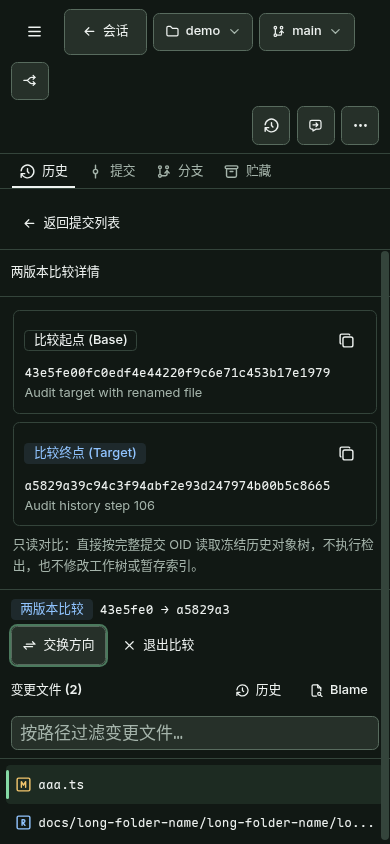 会话
demo
main
历史
提交
分支
贮藏
返回提交列表
两版本比较详情
比较起点 (Base)
43e5fe00fc0edf4e44220f9c6e71c453b17e1979
Audit target with renamed file
比较终点 (Target)
a5829a39c94c3f94abf2e93d247974b00b5c8665
Audit history step 106
只读对比：直接按完整提交 OID 读取冻结历史对象树，不执行检
出，也不修改工作树或暂存索引。
两版本比较 43e5fe0 → a5829a3
交换方向
退出比较
变更文件 (2)
历史
Blame
按路径过滤变更文件…
M aaa.ts
R docs/long-folder-name/long-folder-name/lo...